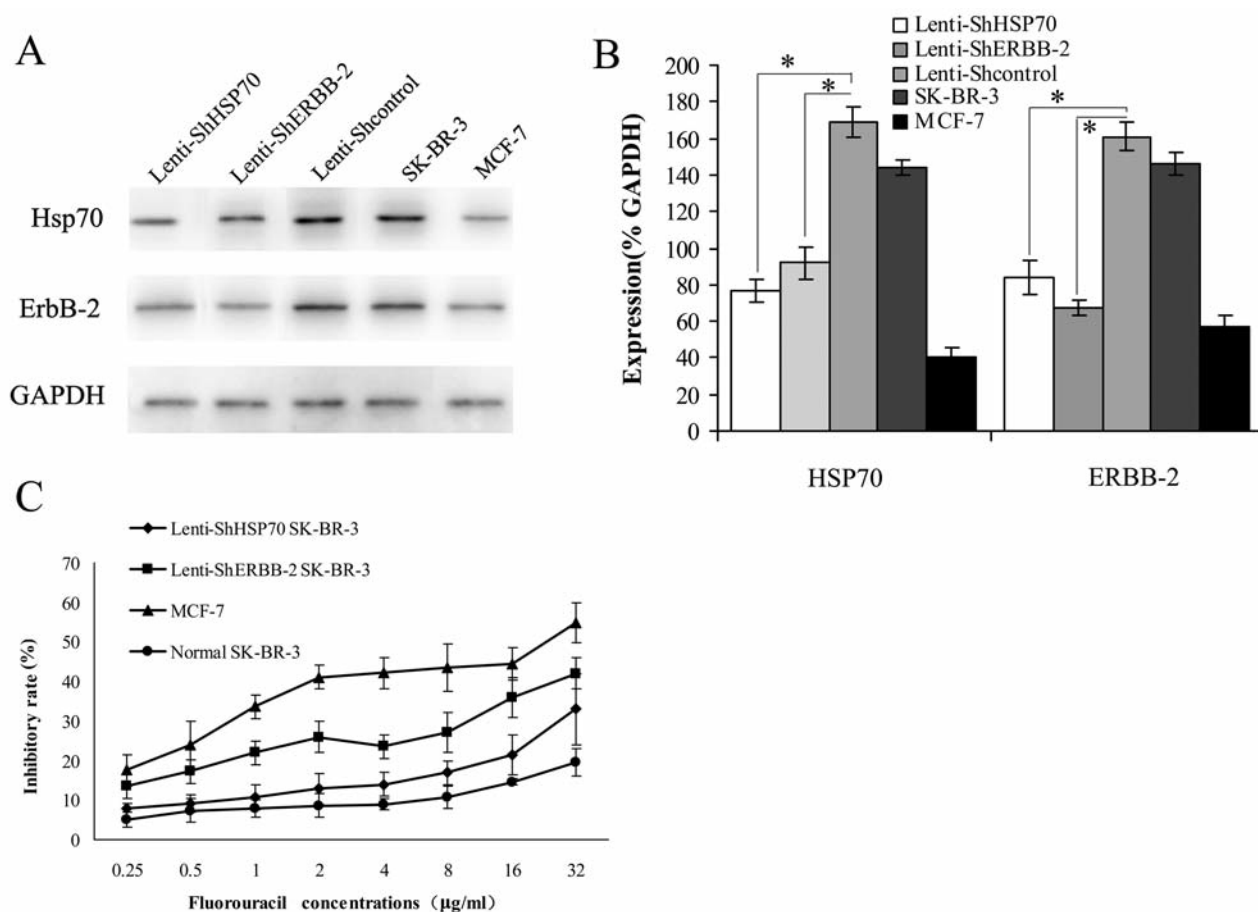 A
Lenti-ShHSP70
Lenti-ShERBB-2
Lenti-Shcontrol
SK-BR-3
MCF-7
Hsp70
ErbB-2
GAPDH
B
Lenti-ShHSP70
Lenti-ShERBB-2
Lenti-Shcontrol
SK-BR-3
MCF-7
Expression(% GAPDH)
200
180
160
140
120
100
80
60
40
20
0
* * * *
HSP70 ERBB-2
C
Lenti-ShHSP70 SK-BR-3
Lenti-ShERBB-2 SK-BR-3
MCF-7
Normal SK-BR-3
Inhibitory rate (%)
70
60
50
40
30
20
10
0
0.25 0.5 1 2 4 8 16 32
Fluorouracil concentrations (μg/ml)